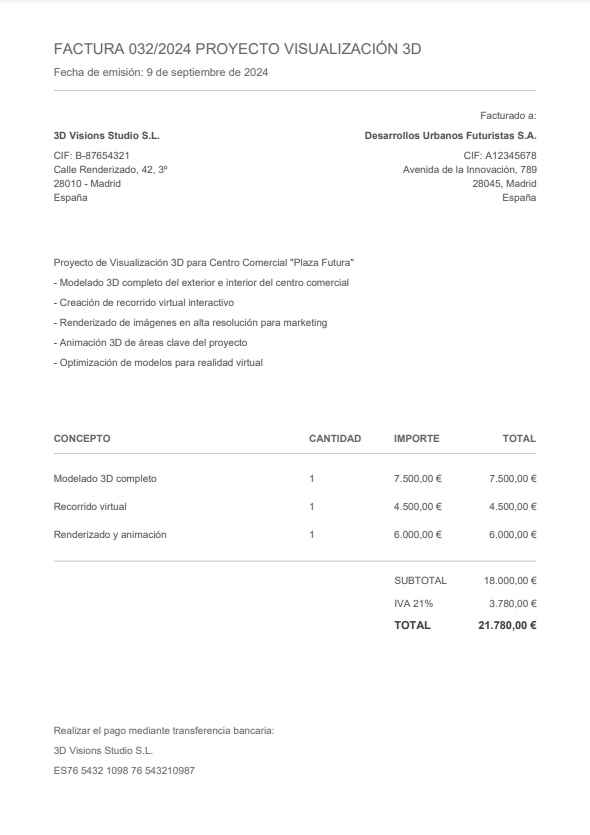 FACTURA 032/2024 PROYECTO VISUALIZACIÓN 3D
Fecha de emisión: 9 de septiembre de 2024
Facturado a:
3D Visions Studio S.L.
CIF: B-87654321
Calle Renderizado, 42, 3º
28010 - Madrid
España
Desarrollos Urbanos Futuristas S.A.
CIF: A12345678
Avenida de la Innovación, 789
28045, Madrid
España
Proyecto de Visualización 3D para Centro Comercial "Plaza Futura"
- Modelado 3D completo del exterior e interior del centro comercial
- Creación de recorrido virtual interactivo
- Renderizado de imágenes en alta resolución para marketing
- Animación 3D de áreas clave del proyecto
- Optimización de modelos para realidad virtual
CONCEPTO CANTIDAD IMPORTE TOTAL
Modelado 3D completo 1 7.500,00 € 7.500,00 €
Recorrido virtual 1 4.500,00 € 4.500,00 €
Renderizado y animación 1 6.000,00 € 6.000,00 €
SUBTOTAL 18.000,00 €
IVA 21% 3.780,00 €
TOTAL 21.780,00 €
Realizar el pago mediante transferencia bancaria:
3D Visions Studio S.L.
ES76 5432 1098 76 543210987